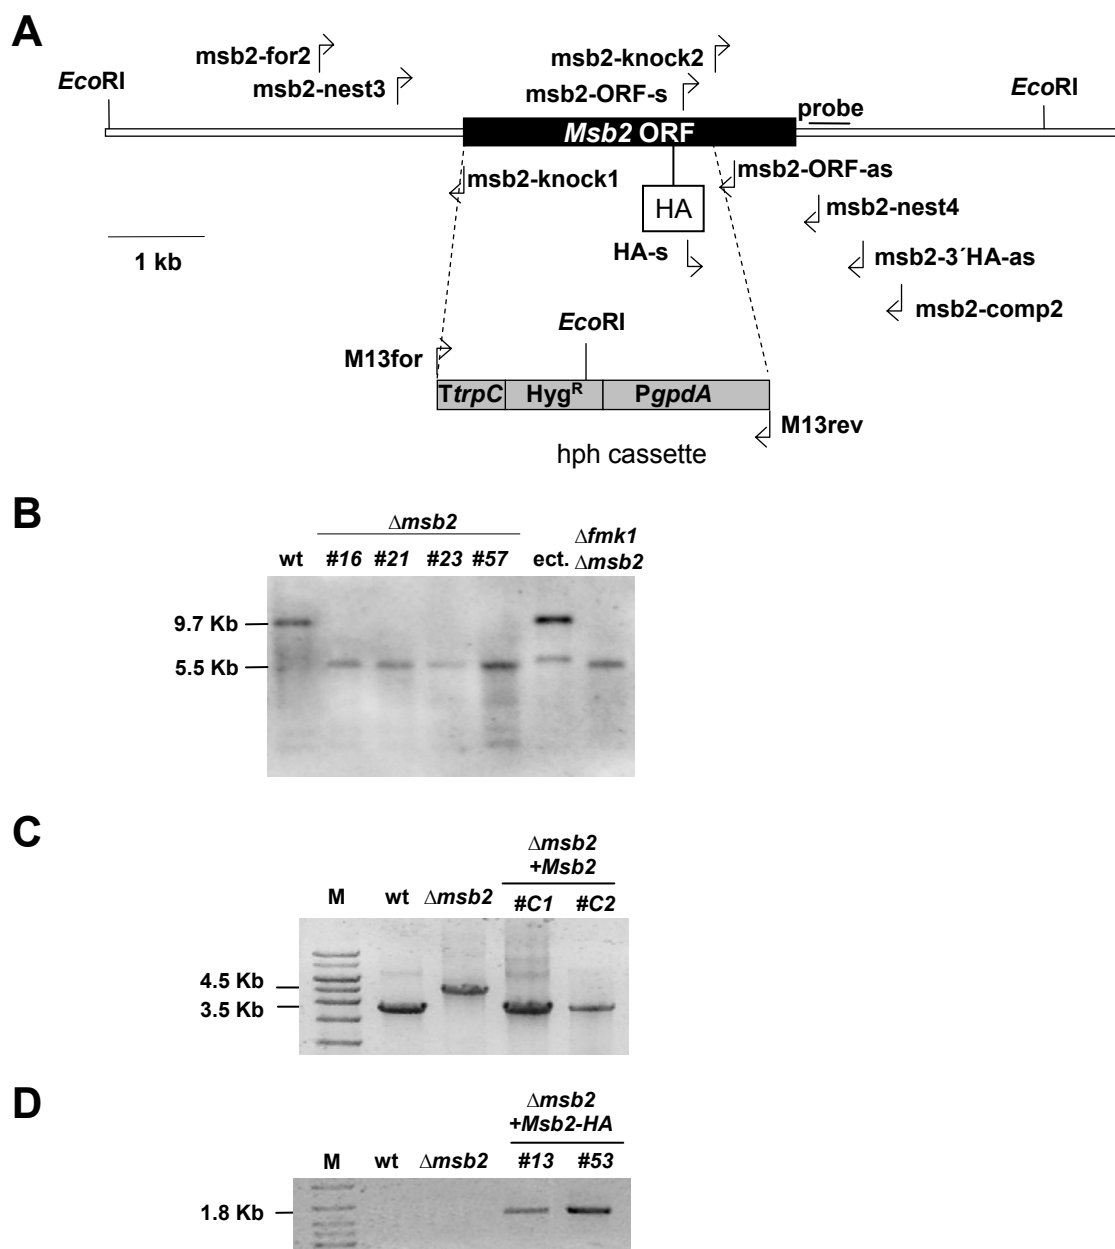 A
msb2-for2
msb2-knock2
EcoRI
msb2-nest3
msb2-ORF-s
EcoRI
probe
Msb2 ORF
msb2-knock1
msb2-ORF-as
HA
msb2-nest4
1 kb
HA-s
msb2-3´HA-as
msb2-comp2
EcoRI
M13for
TtrpC HygR PgpdA
M13rev
hph cassette
B
Δmsb2
Δfmk1
wt #16 #21 #23 #57 ect. Δmsb2
9.7 Kb
5.5 Kb
C
Δmsb2
+Msb2
M wt Δmsb2 #C1 #C2
4.5 Kb
3.5 Kb
D
Δmsb2
+Msb2-HA
M wt Δmsb2 #13 #53
1.8 Kb